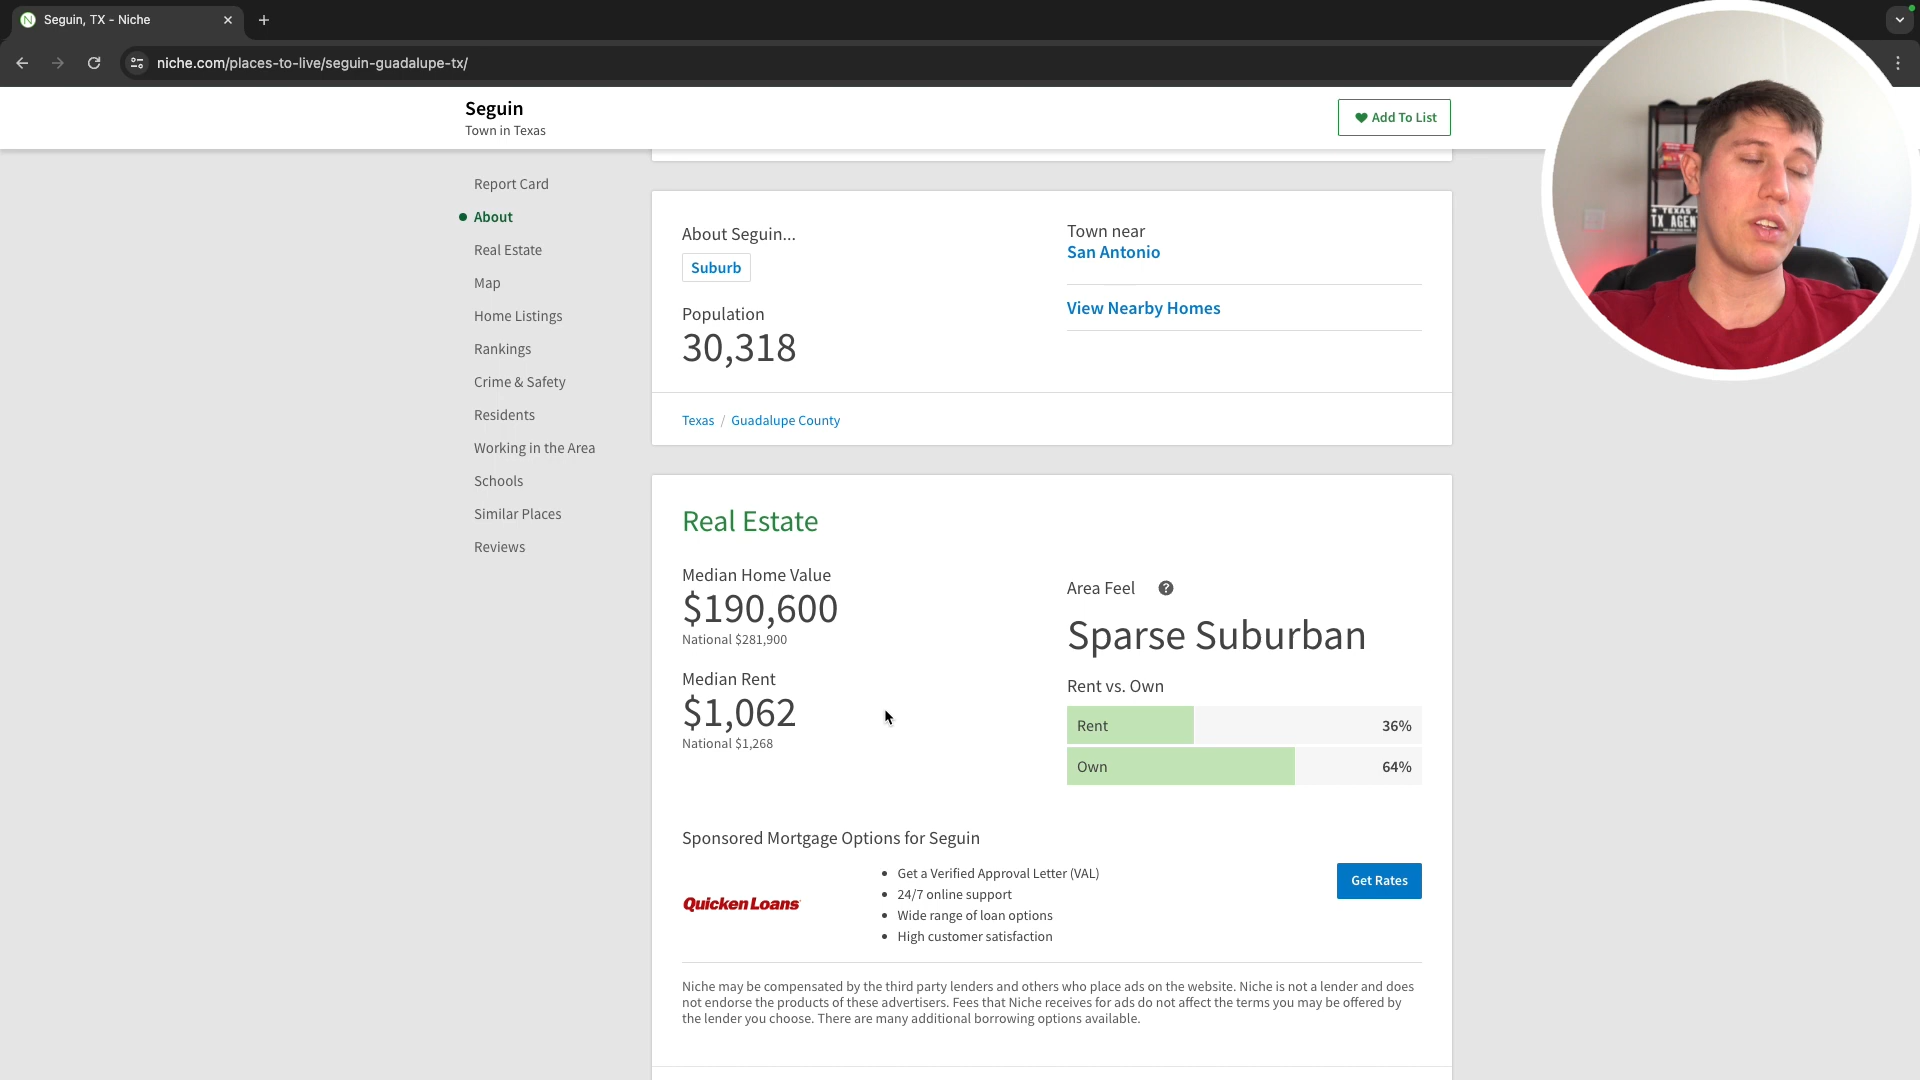 Seguin, TX - Niche
niche.com/places-to-live/seguin-guadalupe-tx/
Seguin
Town in Texas
Add To List
Report Card
About
Real Estate
Map
Home Listings
Rankings
Crime & Safety
Residents
Working in the Area
Schools
Similar Places
Reviews
About Seguin...
Suburb
Population
30,318
Town near
San Antonio
View Nearby Homes
Texas / Guadalupe County
Real Estate
Median Home Value
$190,600
National $281,900
Median Rent
$1,062
National $1,268
Area Feel
Sparse Suburban
Rent vs. Own
Rent 36%
Own 64%
Sponsored Mortgage Options for Seguin
Quicken Loans
• Get a Verified Approval Letter (VAL)
• 24/7 online support
• Wide range of loan options
• High customer satisfaction
Get Rates
Niche may be compensated by the third party lenders and others who place ads on the website. Niche is not a lender and does
not endorse the products of these advertisers. Fees that Niche receives for ads do not affect the terms you may be offered by
the lender you choose. There are many additional borrowing options available.
TEXAS
TX AGEN